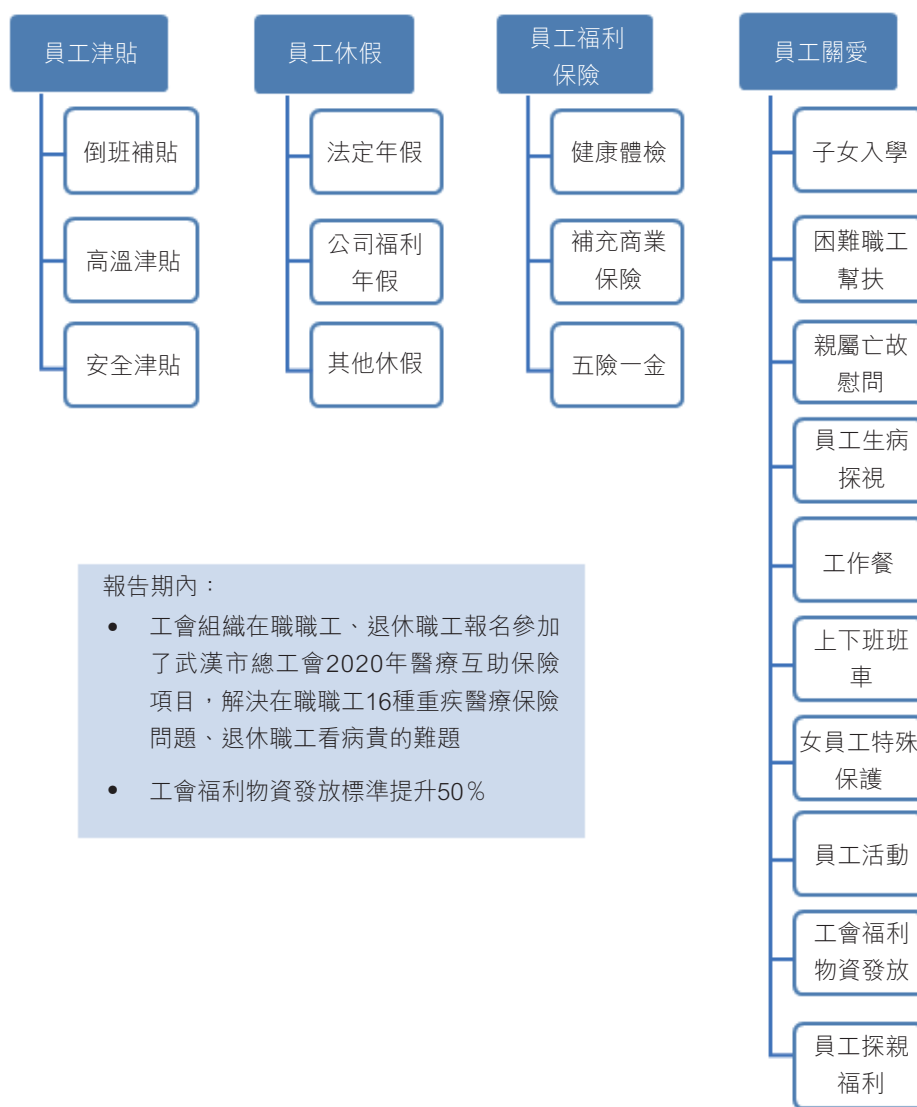 員工津貼
倒班補貼
高溫津貼
安全津貼
員工休假
法定年假
公司福利
年假
其他休假
員工福利
保險
健康體檢
補充商業
保險
五險一金
員工關愛
子女入學
困難職工
幫扶
親屬亡故
慰問
員工生病
探視
工作餐
上下班班
車
女員工特殊
保護
員工活動
工會福利
物資發放
員工探親
福利
報告期內：
• 工會組織在職職工、退休職工報名參加
了武漢市總工會2020年醫療互助保險
項目，解決在職職工16種重疾醫療保險
問題、退休職工看病貴的難題
• 工會福利物資發放標準提升50％